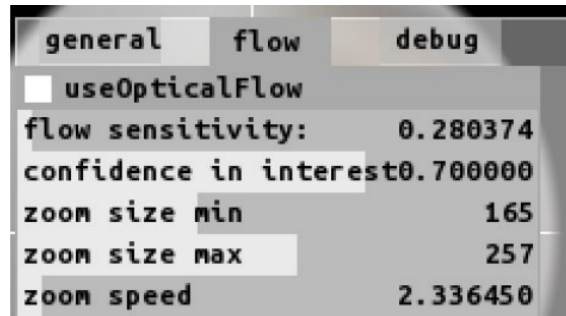 general flow debug
useOpticalFlow
flow sensitivity: 0.280374
confidence in interest0.700000
zoom size min 165
zoom size max 257
zoom speed 2.336450